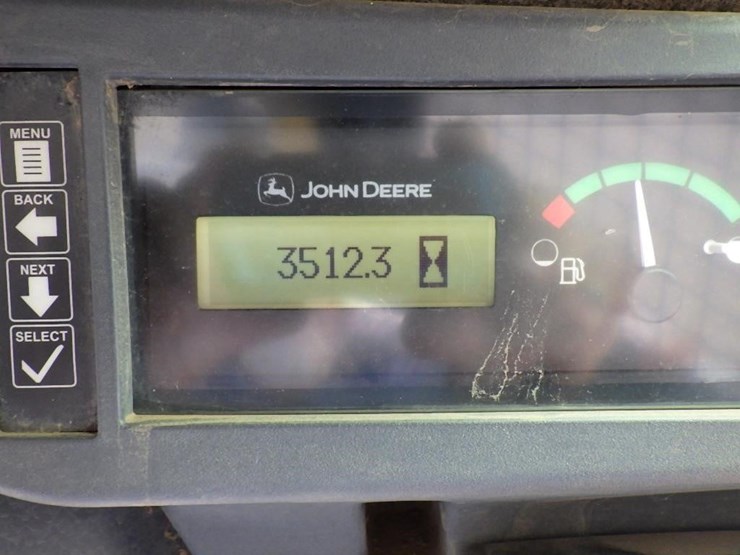 MENU
BACK
NEXT
SELECT
JOHN DEERE
3512.3